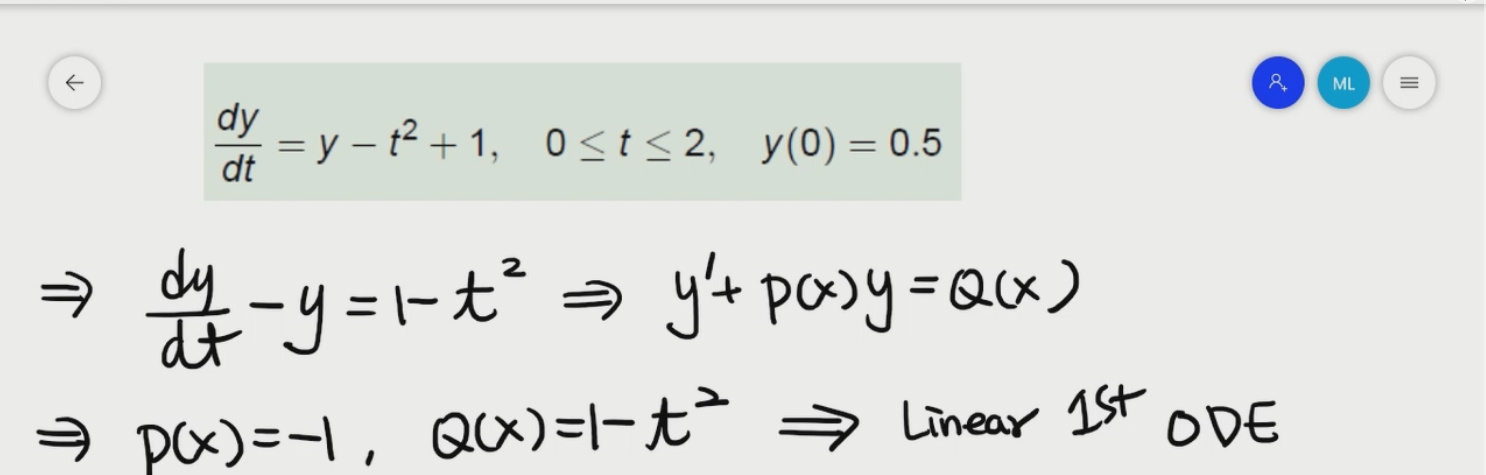 ML
dy/dt = y − t² + 1, 0 ≤ t ≤ 2, y(0) = 0.5
⇒ dy/dt − y = 1 − t² ⇒ y' + p(x)y = Q(x)
⇒ p(x) = −1, Q(x) = 1 − t² ⇒ Linear 1st ODE